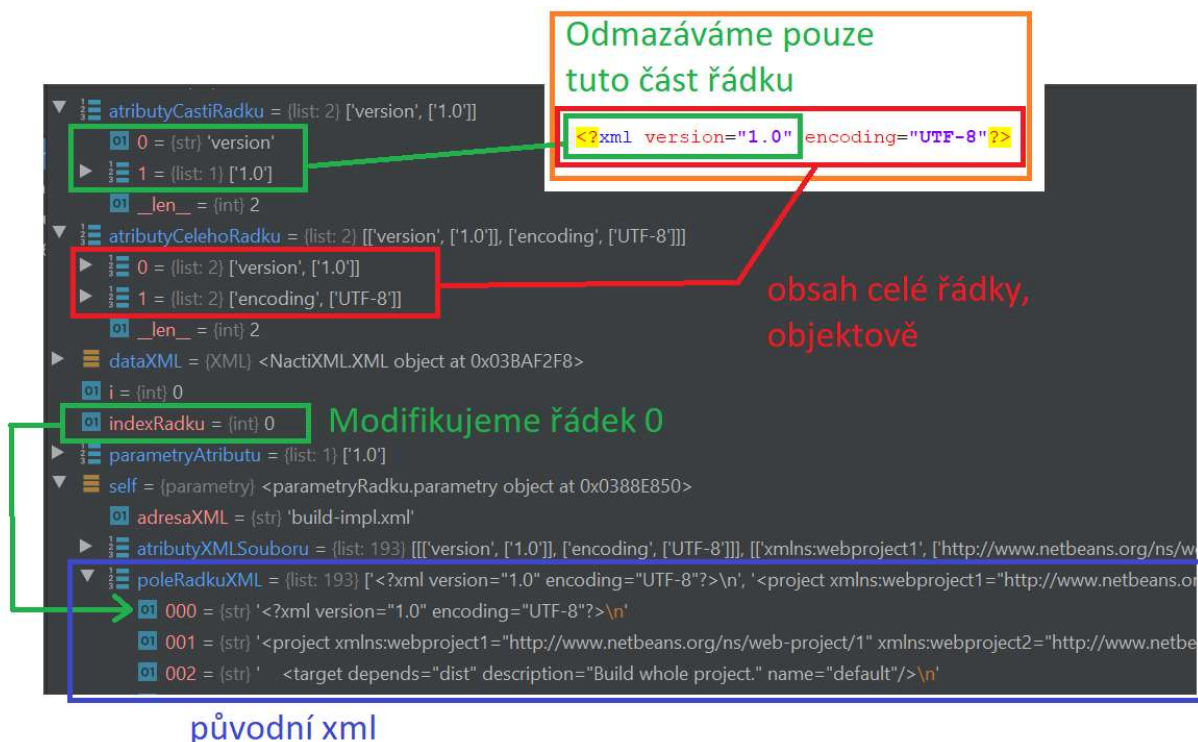 Odmazáváme pouze
tuto část řádku
<?xml version="1.0" encoding="UTF-8"?>
atributyCastiRadku = {list: 2} ['version', ['1.0']]
0 = {str} 'version'
1 = {list: 1} ['1.0']
__len__ = {int} 2
atributyCelehoRadku = {list: 2} [['version', ['1.0']], ['encoding', ['UTF-8']]]
0 = {list: 2} ['version', ['1.0']]
1 = {list: 2} ['encoding', ['UTF-8']]
__len__ = {int} 2
obsah celé řádky,
objektově
dataXML = {XML} <NactiXML.XML object at 0x03BAF2F8>
i = {int} 0
indexRadku = {int} 0
Modifikujeme řádek 0
parametryAtributu = {list: 1} ['1.0']
self = {parametry} <parametryRadku.parametry object at 0x0388E850>
adresaXML = {str} 'build-impl.xml'
atributyXMLSouboru = {list: 193} [[['version', ['1.0']], ['encoding', ['UTF-8']]], [['xmlns:webproject1', ['http://www.netbeans.org/ns/w
poleRadkuXML = {list: 193} ['<?xml version="1.0" encoding="UTF-8"?>\n', '<project xmlns:webproject1="http://www.netbeans.or
000 = {str} '<?xml version="1.0" encoding="UTF-8"?>\n'
001 = {str} '<project xmlns:webproject1="http://www.netbeans.org/ns/web-project/1" xmlns:webproject2="http://www.netbe
002 = {str} '    <target depends="dist" description="Build whole project." name="default"/>\n'
původní xml